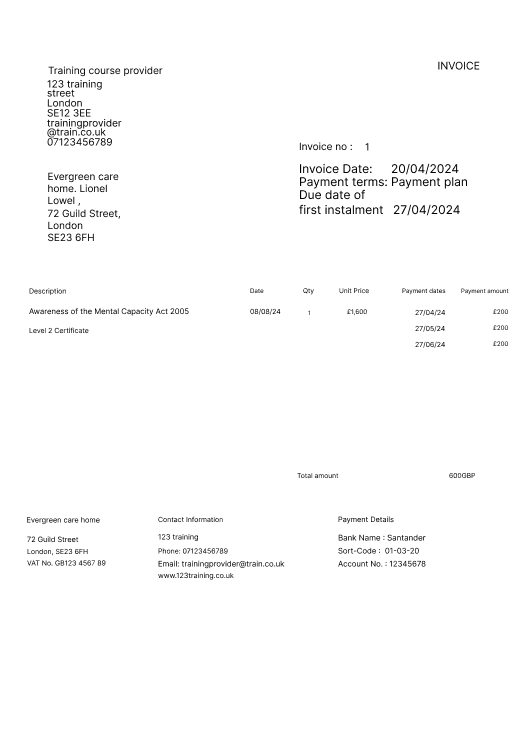 INVOICE
Training course provider
123 training
street
London
SE12 3EE
trainingprovider
@train.co.uk
07123456789
Invoice no : 1
Invoice Date: 20/04/2024
Payment terms: Payment plan
Due date of
first instalment 27/04/2024
Evergreen care
home. Lionel
Lowel ,
72 Guild Street,
London
SE23 6FH
Description Date Qty Unit Price Payment dates Payment amount
Awareness of the Mental Capacity Act 2005 08/08/24 1 £1,600 27/04/24 £200
Level 2 Certificate 27/05/24 £200
27/06/24 £200
Total amount 600GBP
Evergreen care home
72 Guild Street
London, SE23 6FH
VAT No. GB123 4567 89
Contact Information
123 training
Phone: 07123456789
Email: trainingprovider@train.co.uk
www.123training.co.uk
Payment Details
Bank Name : Santander
Sort-Code : 01-03-20
Account No. : 12345678